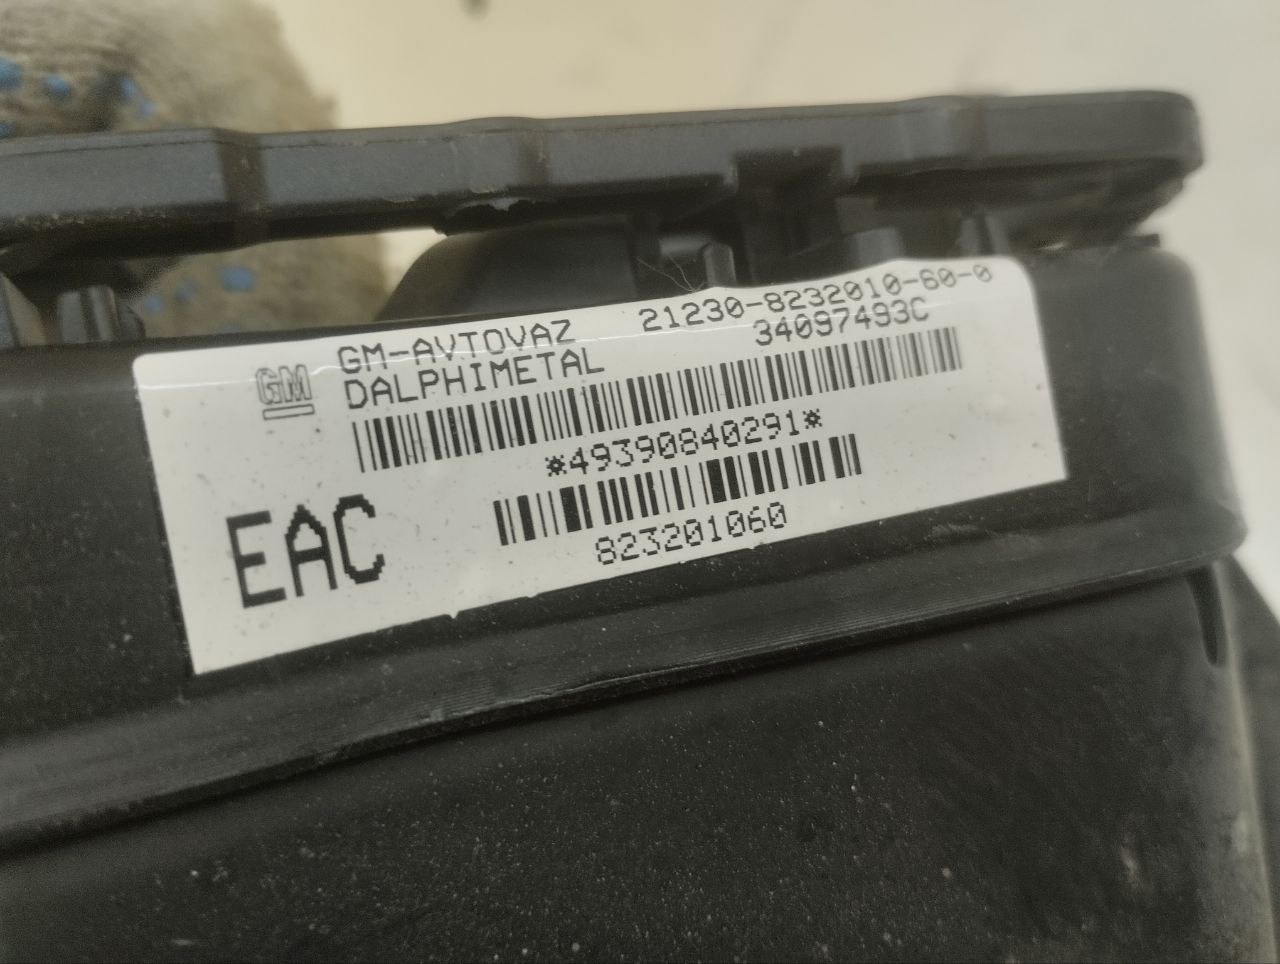 GM
GM-AVTOVAZ 21230-8232010-60-0
DALPHIMETAL 34097493C
*49390840291*
EAC
823201060